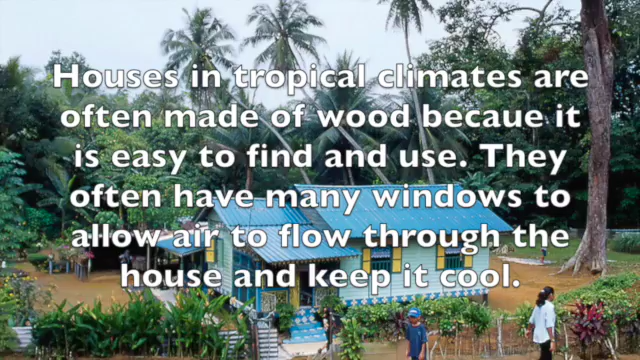 Houses in tropical climates are
often made of wood becaue it
is easy to find and use. They
often have many windows to
allow air to flow through the
house and keep it cool.